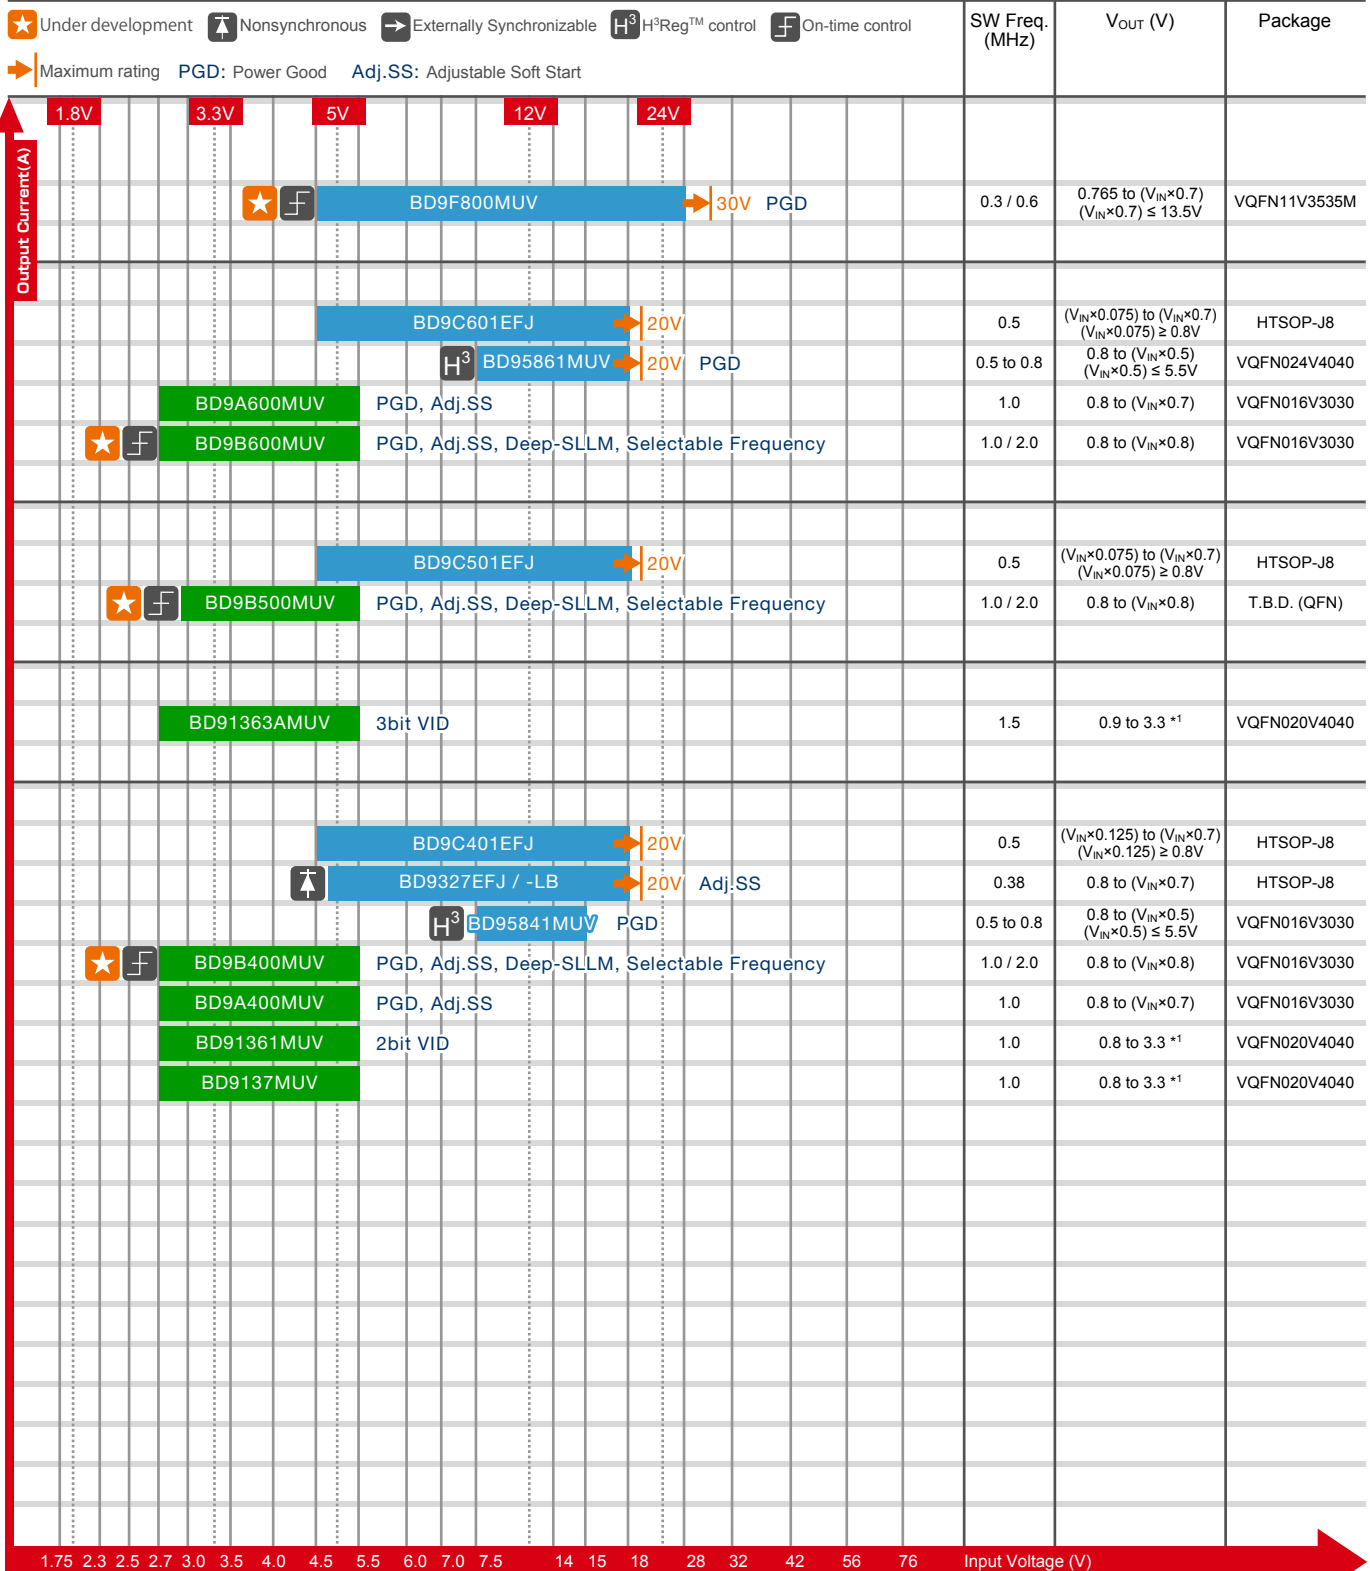 Under development Nonsynchronous Externally Synchronizable H³ H³Reg™ control On-time control
Maximum rating PGD: Power Good Adj.SS: Adjustable Soft Start
SW Freq. (MHz) VOUT (V) Package
1.8V 3.3V 5V 12V 24V
Output Current(A)
BD9F800MUV 30V PGD 0.3 / 0.6 0.765 to (VIN×0.7) (VIN×0.7) ≤ 13.5V VQFN11V3535M
BD9C601EFJ 20V 0.5 (VIN×0.075) to (VIN×0.7) (VIN×0.075) ≥ 0.8V HTSOP-J8
H³ BD95861MUV 20V PGD 0.5 to 0.8 0.8 to (VIN×0.5) (VIN×0.5) ≤ 5.5V VQFN024V4040
BD9A600MUV PGD, Adj.SS 1.0 0.8 to (VIN×0.7) VQFN016V3030
BD9B600MUV PGD, Adj.SS, Deep-SLLM, Selectable Frequency 1.0 / 2.0 0.8 to (VIN×0.8) VQFN016V3030
BD9C501EFJ 20V 0.5 (VIN×0.075) to (VIN×0.7) (VIN×0.075) ≥ 0.8V HTSOP-J8
BD9B500MUV PGD, Adj.SS, Deep-SLLM, Selectable Frequency 1.0 / 2.0 0.8 to (VIN×0.8) T.B.D. (QFN)
BD91363AMUV 3bit VID 1.5 0.9 to 3.3 *1 VQFN020V4040
BD9C401EFJ 20V 0.5 (VIN×0.125) to (VIN×0.7) (VIN×0.125) ≥ 0.8V HTSOP-J8
BD9327EFJ / -LB 20V Adj.SS 0.38 0.8 to (VIN×0.7) HTSOP-J8
H³ BD95841MUV PGD 0.5 to 0.8 0.8 to (VIN×0.5) (VIN×0.5) ≤ 5.5V VQFN016V3030
BD9B400MUV PGD, Adj.SS, Deep-SLLM, Selectable Frequency 1.0 / 2.0 0.8 to (VIN×0.8) VQFN016V3030
BD9A400MUV PGD, Adj.SS 1.0 0.8 to (VIN×0.7) VQFN016V3030
BD91361MUV 2bit VID 1.0 0.8 to 3.3 *1 VQFN020V4040
BD9137MUV 1.0 0.8 to 3.3 *1 VQFN020V4040
1.75 2.3 2.5 2.7 3.0 3.5 4.0 4.5 5.5 6.0 7.0 7.5 14 15 18 28 32 42 56 76 Input Voltage (V)